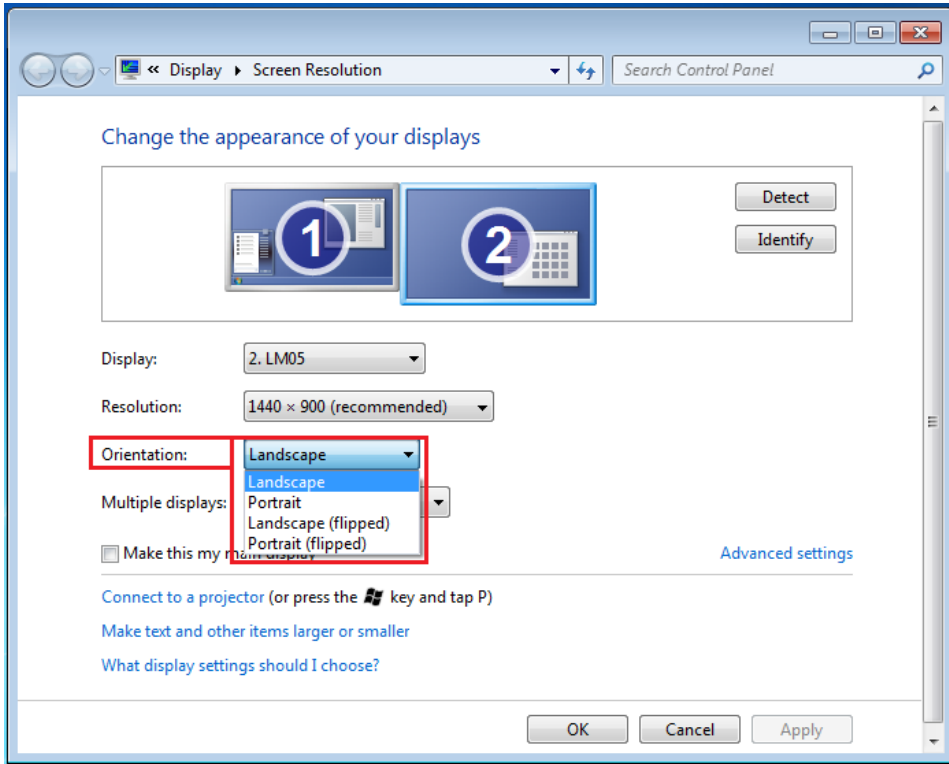 « Display Screen Resolution
Search Control Panel
Change the appearance of your displays
1
2
Detect
Identify
Display:
2. LM05
Resolution:
1440 × 900 (recommended)
Orientation:
Landscape
Landscape
Portrait
Landscape (flipped)
Portrait (flipped)
Multiple displays:
Make this my main display
Advanced settings
Connect to a projector (or press the key and tap P)
Make text and other items larger or smaller
What display settings should I choose?
OK
Cancel
Apply